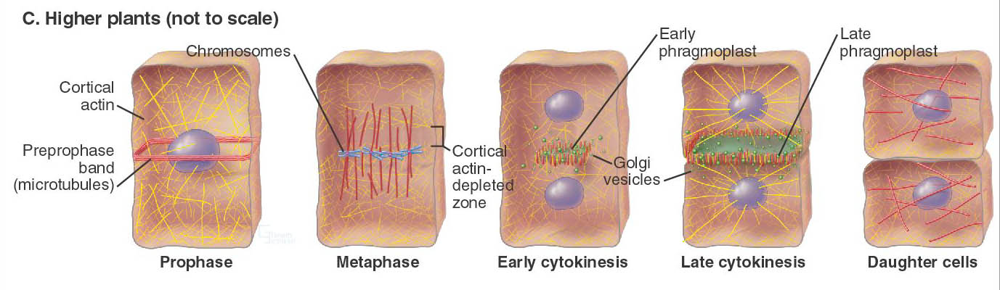 C. Higher plants (not to scale)
Chromosomes
Early
phragmoplast
Late
phragmoplast
Cortical
actin
Preprophase
band
(microtubules)
Cortical
actin-
depleted
zone
Golgi
vesicles
Prophase
Metaphase
Early cytokinesis
Late cytokinesis
Daughter cells